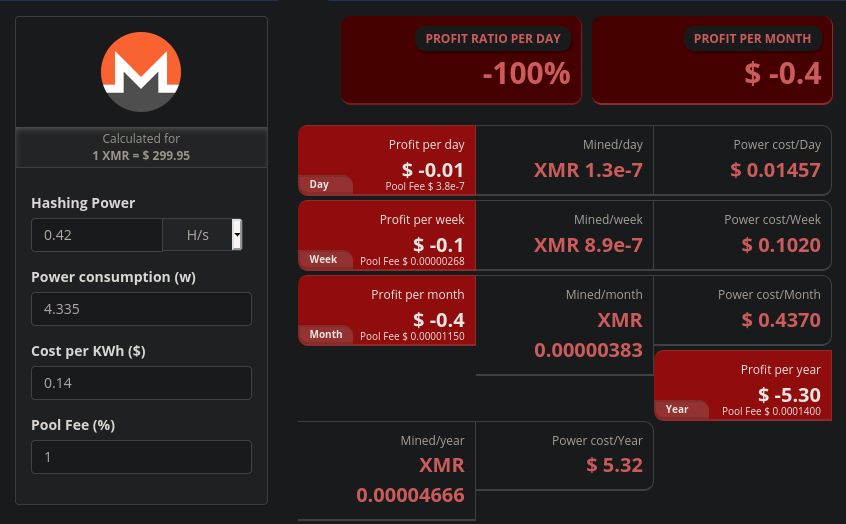 PROFIT RATIO PER DAY
-100%
PROFIT PER MONTH
$ -0.4
Calculated for
1 XMR = $ 299.95
Hashing Power
0.42 H/s
Power consumption (w)
4.335
Cost per KWh ($)
0.14
Pool Fee (%)
1
Profit per day
$ -0.01
Pool Fee $ 3.8e-7
Day
Mined/day
XMR 1.3e-7
Power cost/Day
$ 0.01457
Profit per week
$ -0.1
Pool Fee $ 0.00000268
Week
Mined/week
XMR 8.9e-7
Power cost/Week
$ 0.1020
Profit per month
$ -0.4
Pool Fee $ 0.00001150
Month
Mined/month
XMR
0.00000383
Power cost/Month
$ 0.4370
Profit per year
$ -5.30
Pool Fee $ 0.0001400
Year
Mined/year
XMR
0.00004666
Power cost/Year
$ 5.32